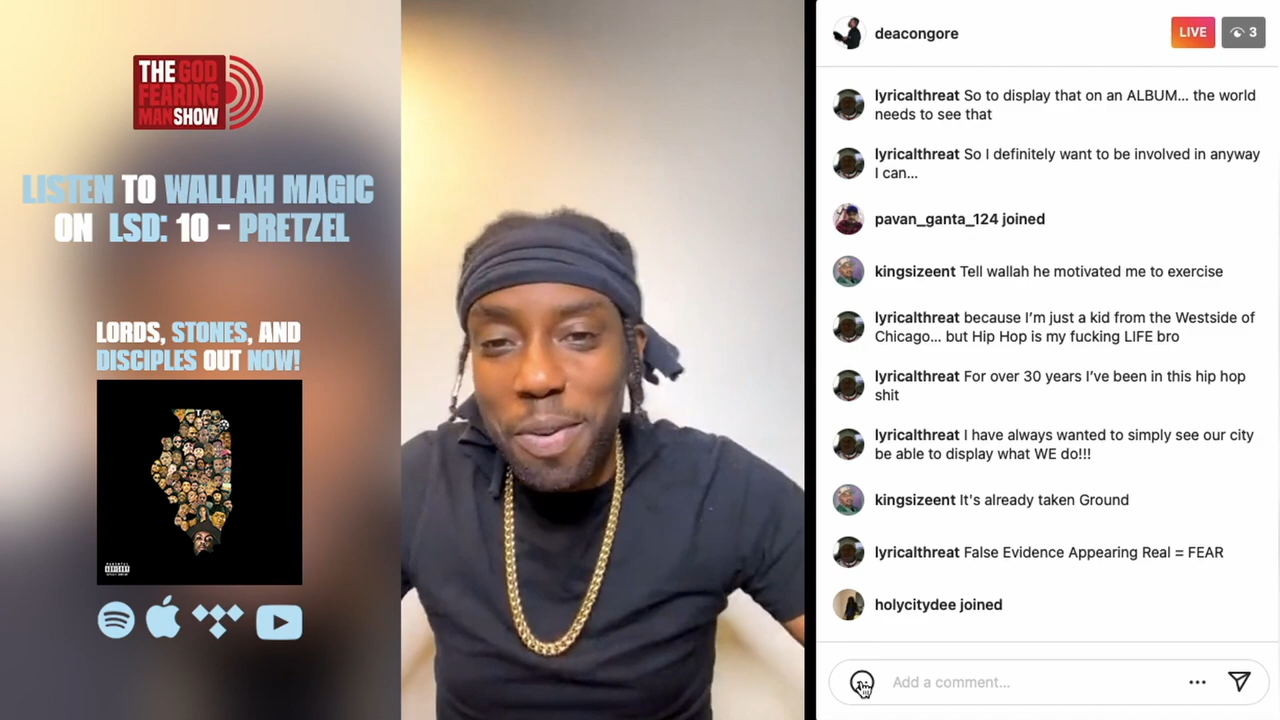 THE GOD
FEARING
MANSHOW
LISTEN TO WALLAH MAGIC
ON LSD: 10 - PRETZEL
LORDS, STONES, AND
DISCIPLES OUT NOW!
PARENTAL
ADVISORY
deacongore
LIVE
3
lyricalthreat So to display that on an ALBUM... the world
needs to see that
lyricalthreat So I definitely want to be involved in anyway
I can...
pavan_ganta_124 joined
kingsizeent Tell wallah he motivated me to exercise
lyricalthreat because I'm just a kid from the Westside of
Chicago... but Hip Hop is my fucking LIFE bro
lyricalthreat For over 30 years I've been in this hip hop
shit
lyricalthreat I have always wanted to simply see our city
be able to display what WE do!!!
kingsizeent It's already taken Ground
lyricalthreat False Evidence Appearing Real = FEAR
holycitydee joined
Add a comment...